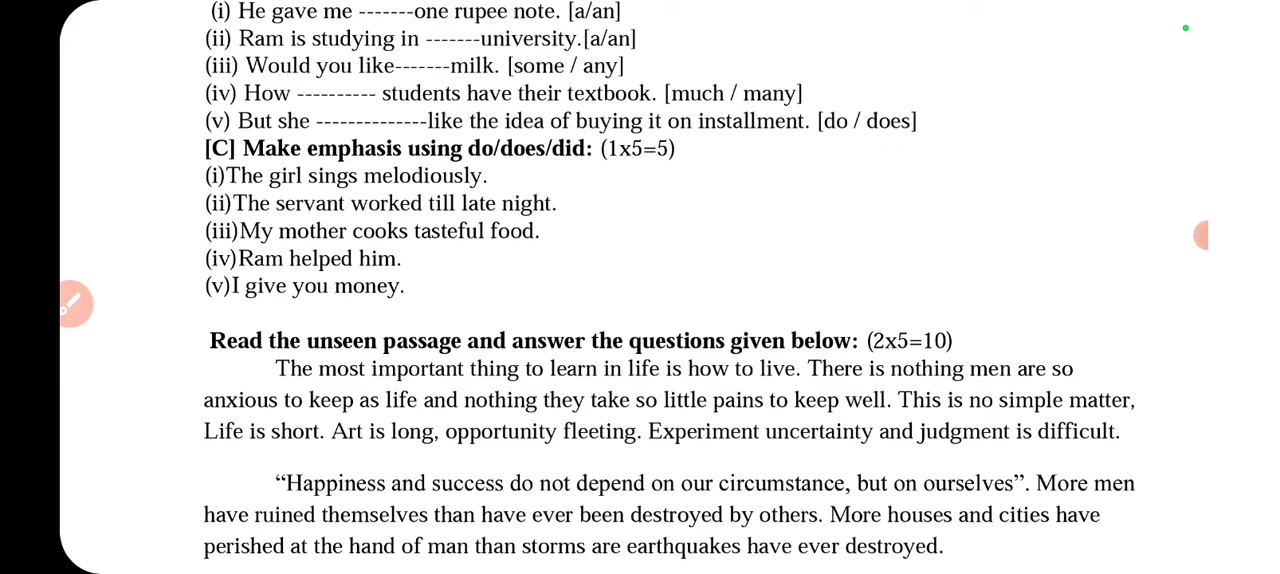 (i) He gave me -------one rupee note. [a/an]
(ii) Ram is studying in -------university.[a/an]
(iii) Would you like-------milk. [some / any]
(iv) How ---------- students have their textbook. [much / many]
(v) But she --------------like the idea of buying it on installment. [do / does]
[C] Make emphasis using do/does/did: (1x5=5)
(i)The girl sings melodiously.
(ii)The servant worked till late night.
(iii)My mother cooks tasteful food.
(iv)Ram helped him.
(v)I give you money.
Read the unseen passage and answer the questions given below: (2x5=10)
The most important thing to learn in life is how to live. There is nothing men are so
anxious to keep as life and nothing they take so little pains to keep well. This is no simple matter,
Life is short. Art is long, opportunity fleeting. Experiment uncertainty and judgment is difficult.
“Happiness and success do not depend on our circumstance, but on ourselves”. More men
have ruined themselves than have ever been destroyed by others. More houses and cities have
perished at the hand of man than storms are earthquakes have ever destroyed.